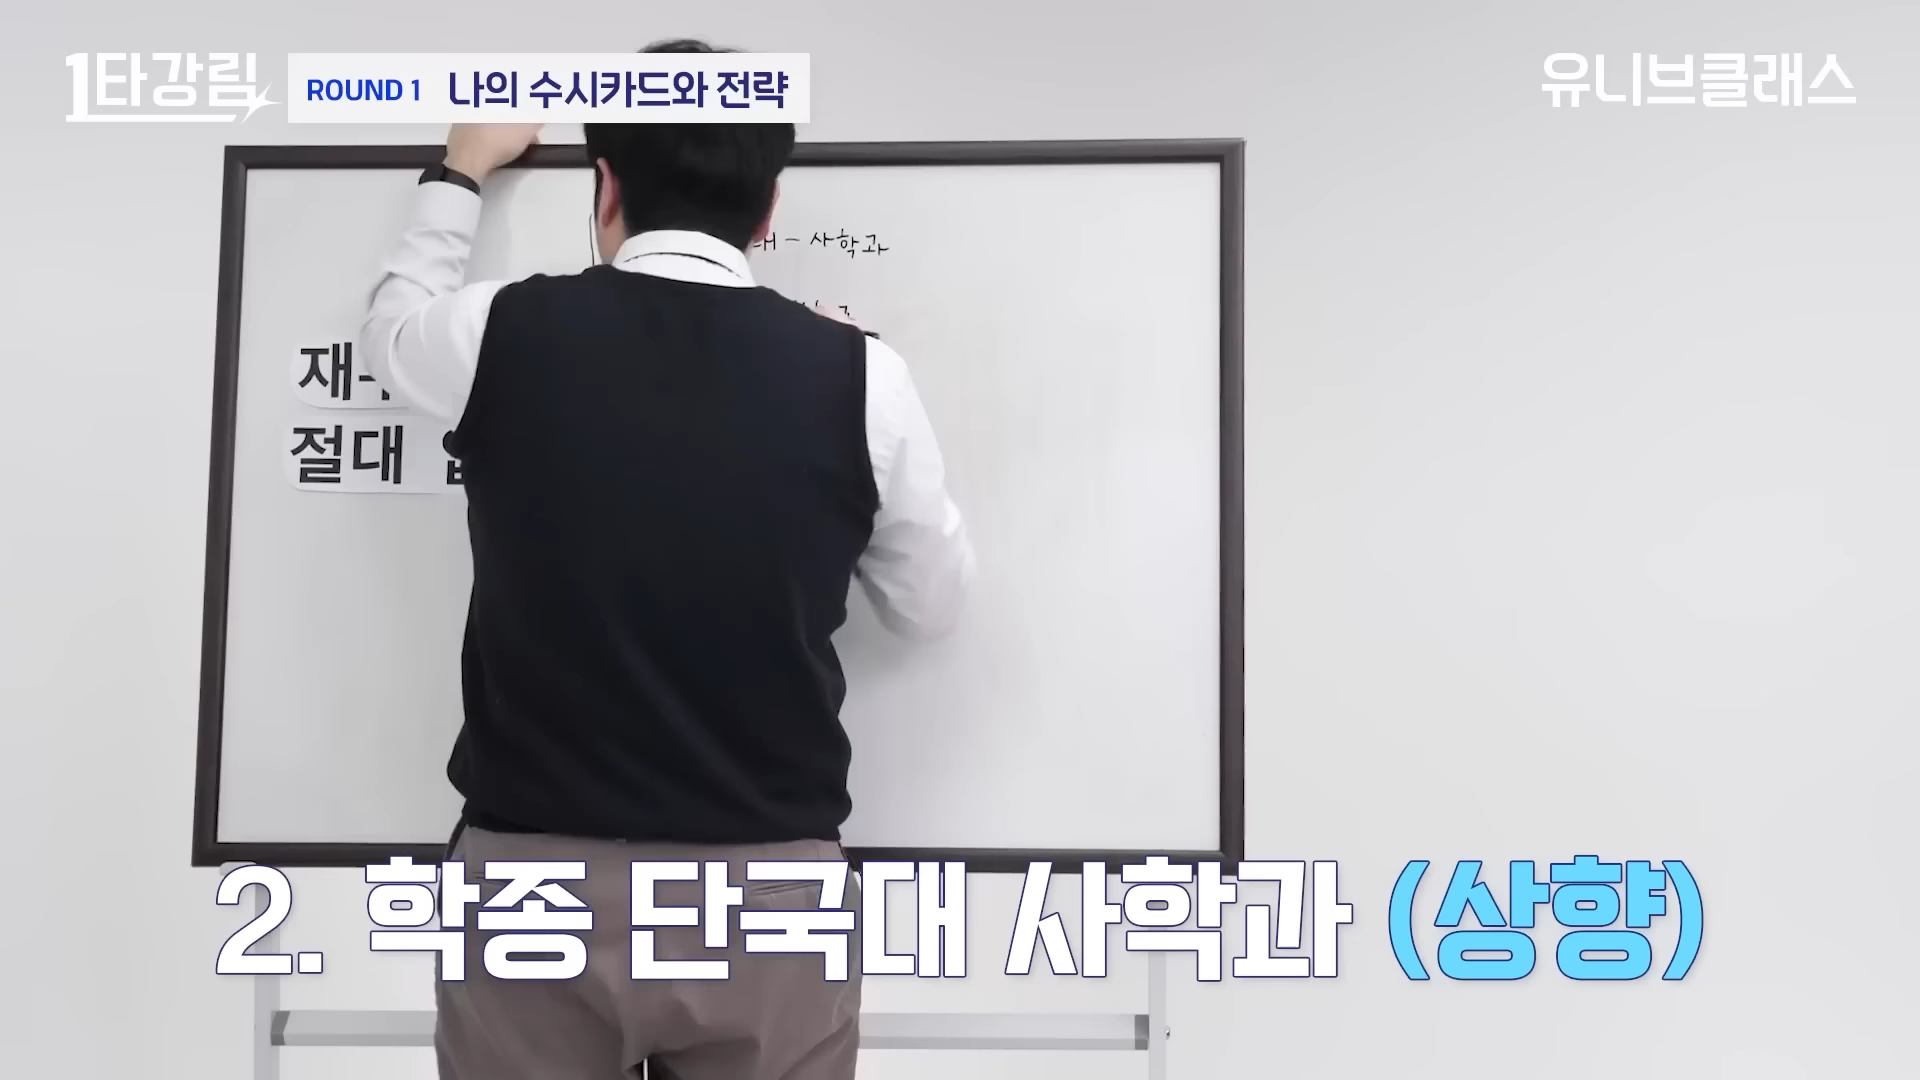 1타강림
ROUND 1 나의 수시카드와 전략
유니브클래스
대 - 사학과
재수
절대 없
2. 학종 단국대 사학과 (상향)